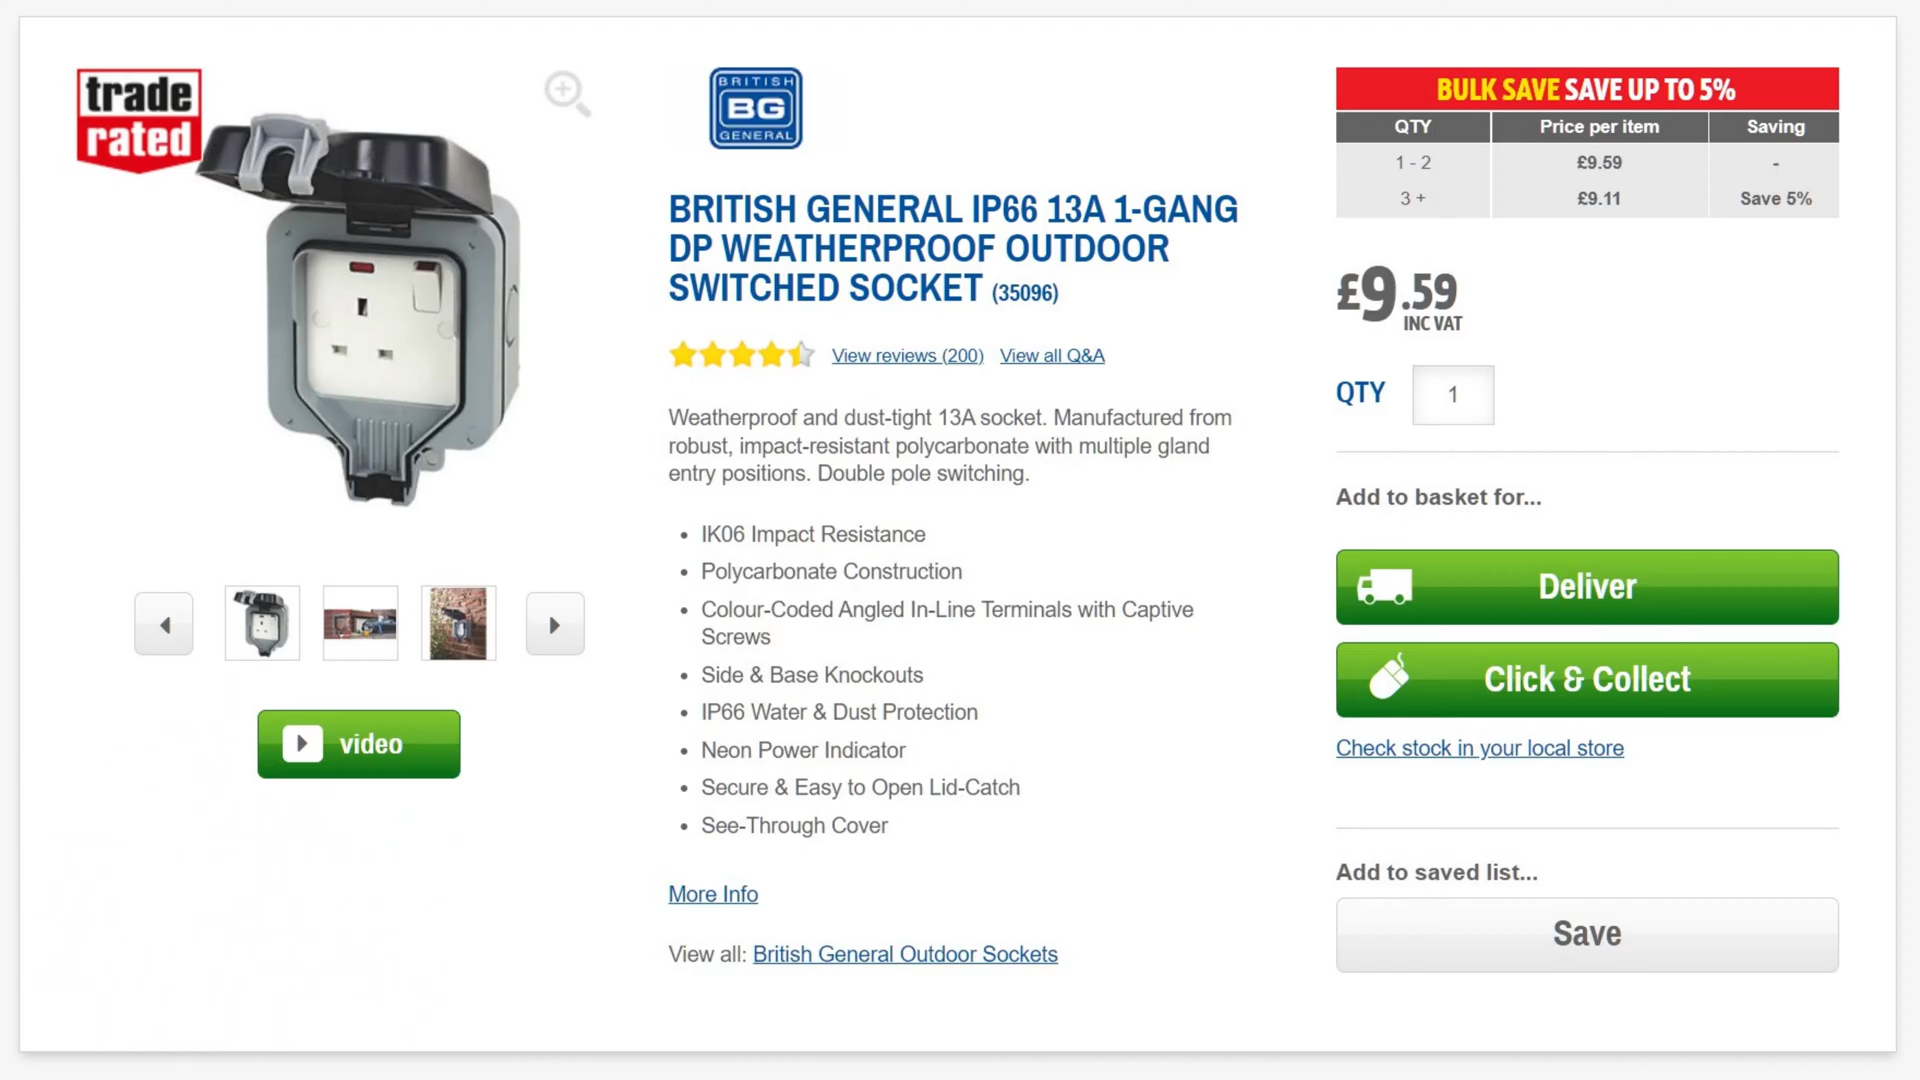 trade
rated
BRITISH
BG
GENERAL
BRITISH GENERAL IP66 13A 1-GANG
DP WEATHERPROOF OUTDOOR
SWITCHED SOCKET (35096)
View reviews (200) View all Q&A
Weatherproof and dust-tight 13A socket. Manufactured from
robust, impact-resistant polycarbonate with multiple gland
entry positions. Double pole switching.
• IK06 Impact Resistance
• Polycarbonate Construction
• Colour-Coded Angled In-Line Terminals with Captive
Screws
• Side & Base Knockouts
• IP66 Water & Dust Protection
• Neon Power Indicator
• Secure & Easy to Open Lid-Catch
• See-Through Cover
More Info
View all: British General Outdoor Sockets
video
BULK SAVE SAVE UP TO 5%
QTY Price per item Saving
1 - 2 £9.59 -
3 + £9.11 Save 5%
£9.59
INC VAT
QTY 1
Add to basket for...
Deliver
Click & Collect
Check stock in your local store
Add to saved list...
Save